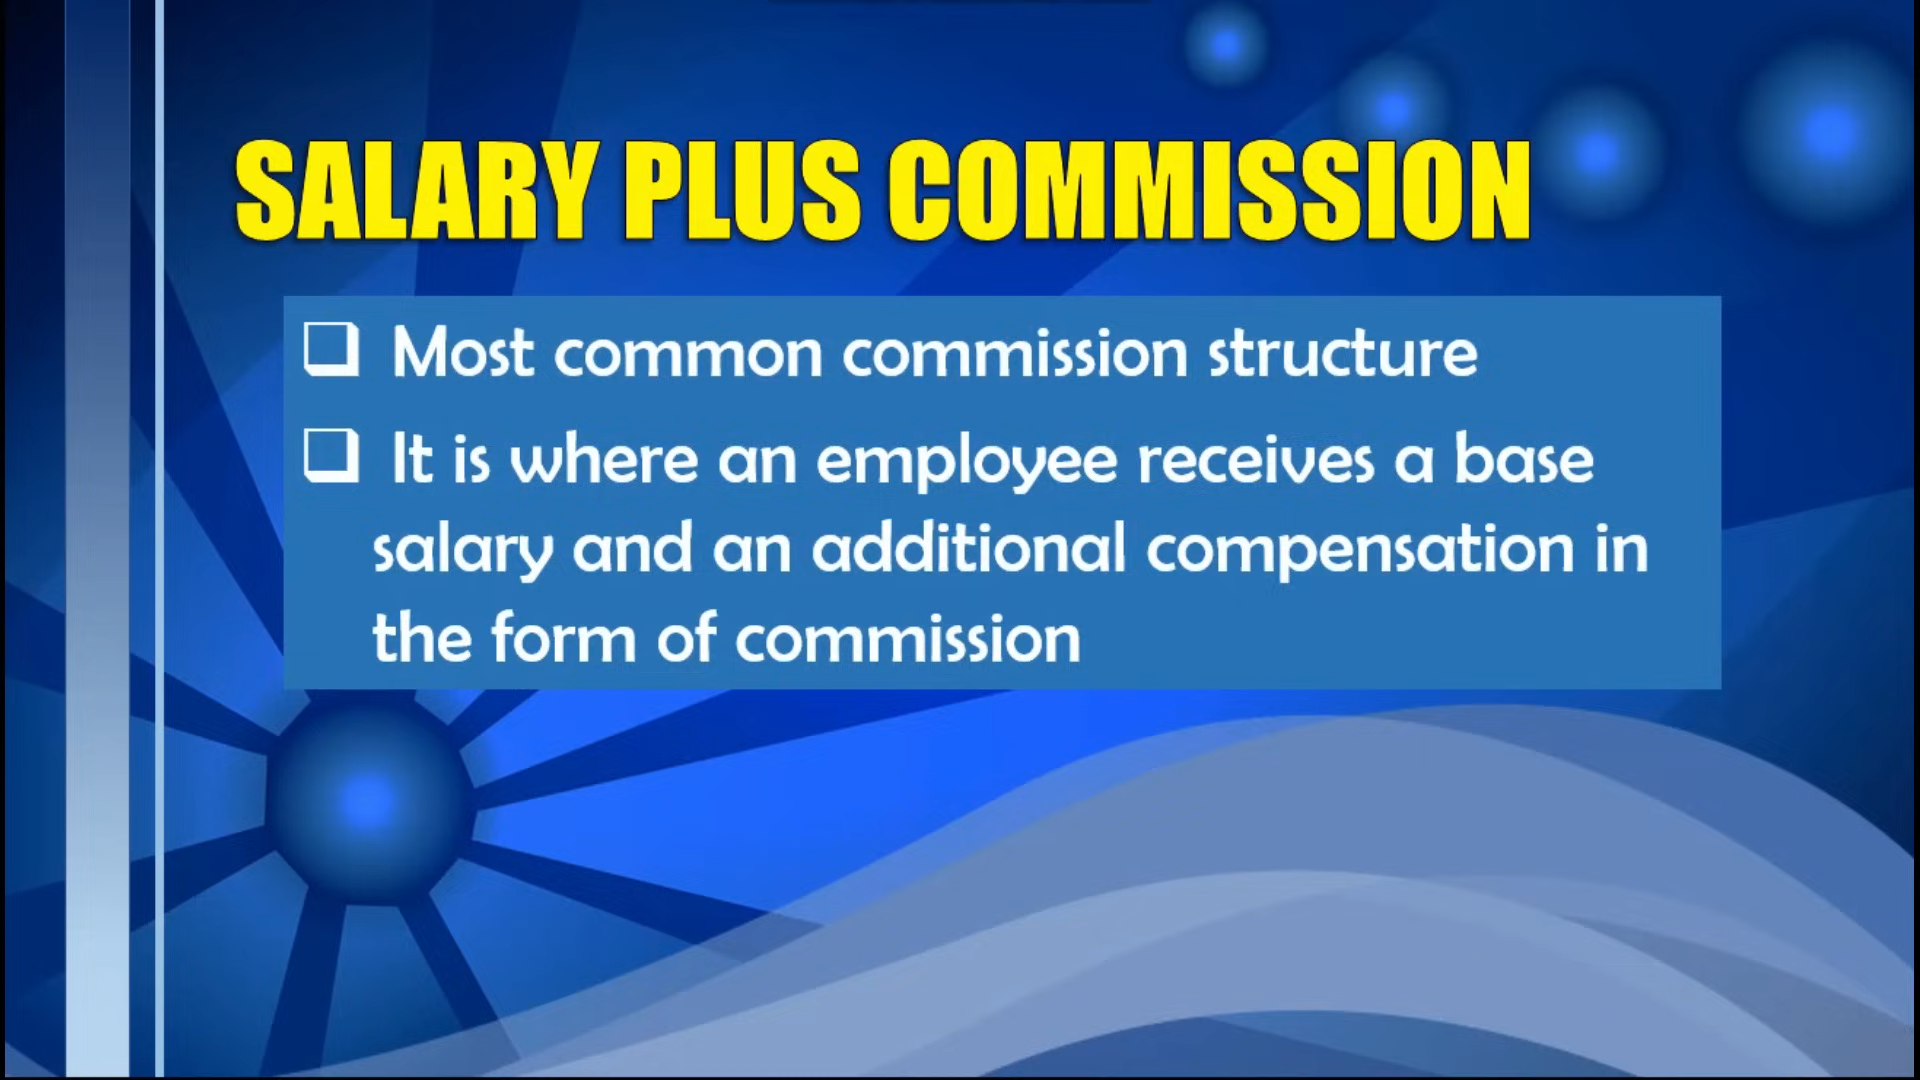 SALARY PLUS COMMISSION
❑ Most common commission structure
❑ It is where an employee receives a base
salary and an additional compensation in
the form of commission